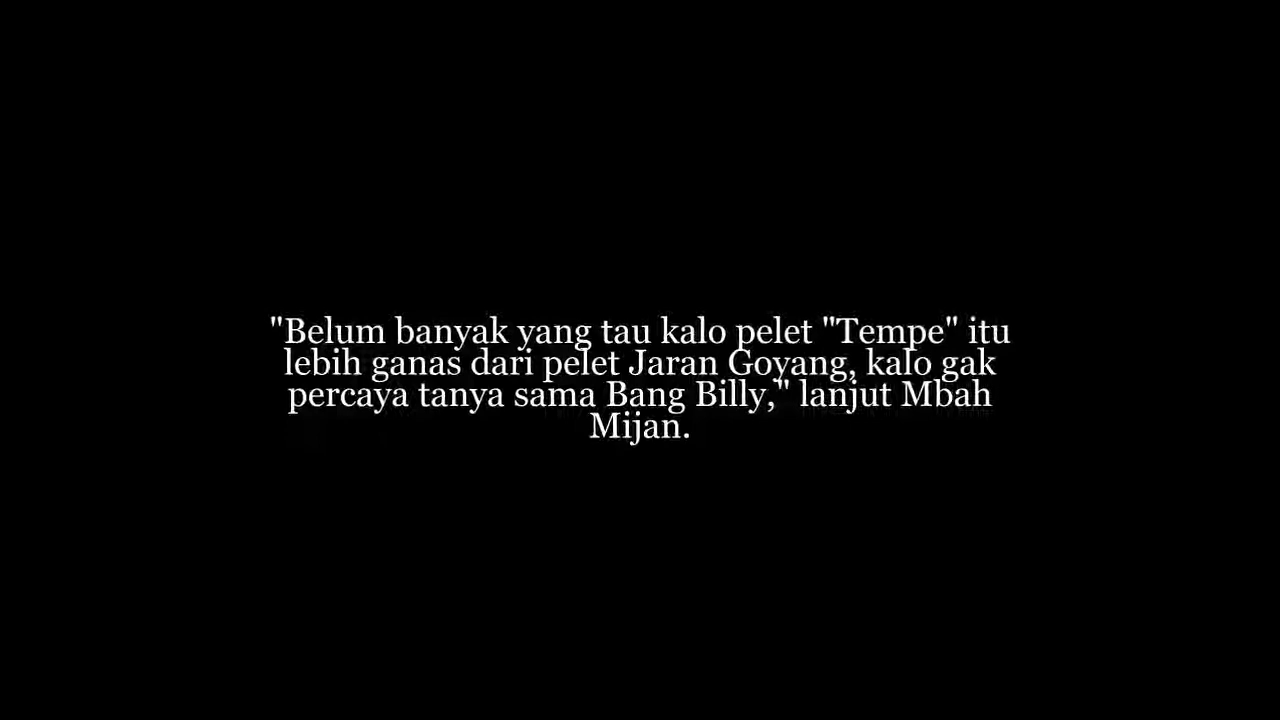 "Belum banyak yang tau kalo pelet "Tempe" itu
lebih ganas dari pelet Jaran Goyang, kalo gak
percaya tanya sama Bang Billy," lanjut Mbah
Mijan.